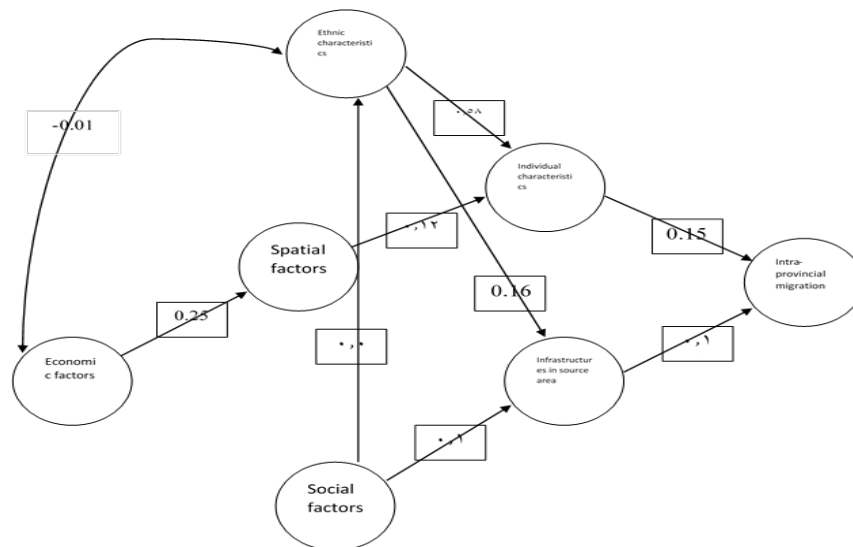 Ethnic
characteristi
cs
-0.01
۰,۵۸
Individual
characteristi
cs
۰,۱۲
0.15
Spatial
factors
Intra-
provincial
migration
0.16
0.25
۰,۰
۰,۱
Economi
c factors
Infrastructur
es in source
area
۰,۱
Social
factors